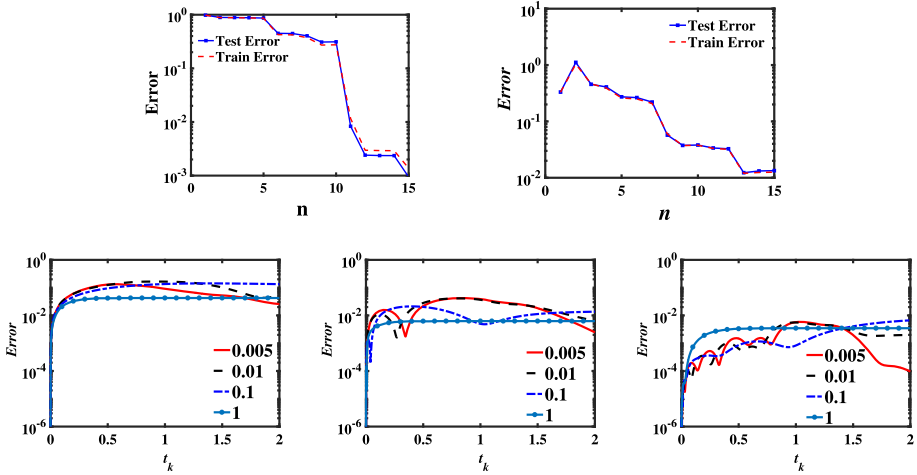 10^0
10^-1
10^-2
10^-3
Error
Test Error
Train Error
0 5 10 15
n
10^1
10^0
10^-1
10^-2
Error
Test Error
Train Error
0 5 10 15
n
10^0
10^-2
10^-4
10^-6
Error
0.005
0.01
0.1
1
0 0.5 1 1.5 2
t_k
10^0
10^-2
10^-4
10^-6
Error
0.005
0.01
0.1
1
0 0.5 1 1.5 2
t_k
10^0
10^-2
10^-4
10^-6
Error
0.005
0.01
0.1
1
0 0.5 1 1.5 2
t_k